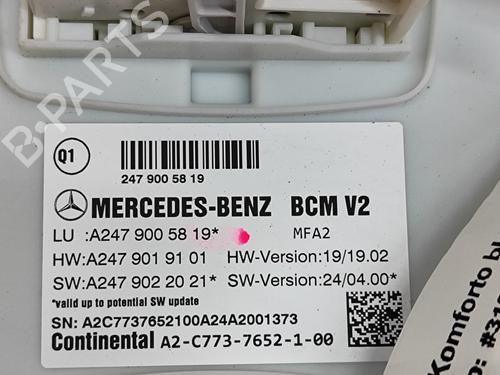 B-PARTS
Q1
247 900 58 19
MERCEDES-BENZ BCM V2
LU :A247 900 58 19* MFA2
HW:A247 901 91 01 HW-Version:19/19.02
SW:A247 902 20 21* SW-Version:24/04.00*
*valid up to potential SW update
SN: A2C7737652100A24A2001373
Continental A2-C773-7652-1-00
Komforto